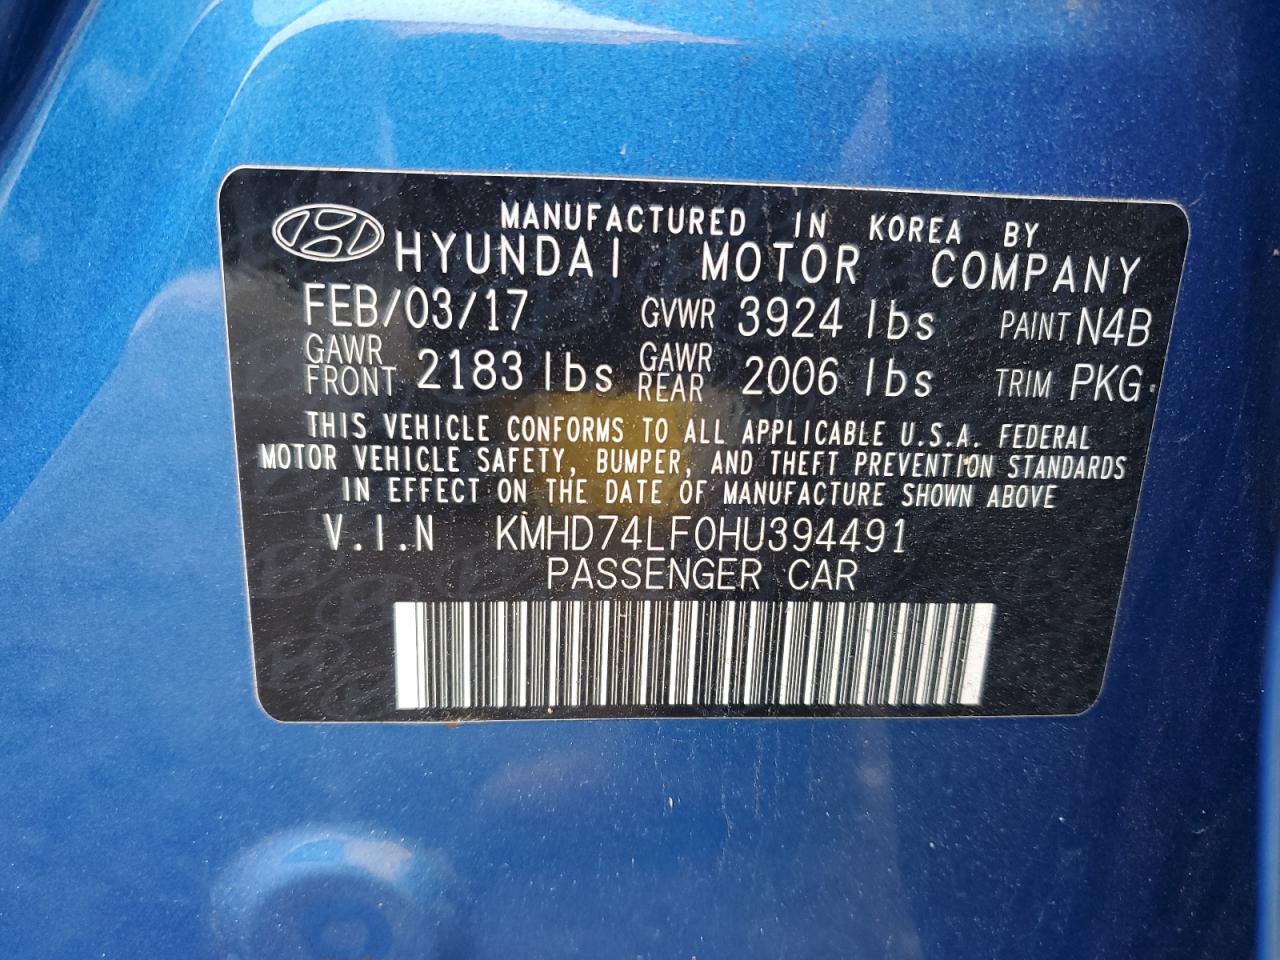 MANUFACTURED IN KOREA BY
HYUNDAI MOTOR COMPANY
FEB/03/17 GVWR 3924 lbs PAINT N4B
GAWR FRONT 2183 lbs GAWR REAR 2006 lbs TRIM PKG
THIS VEHICLE CONFORMS TO ALL APPLICABLE U.S.A. FEDERAL
MOTOR VEHICLE SAFETY, BUMPER, AND THEFT PREVENTION STANDARDS
IN EFFECT ON THE DATE OF MANUFACTURE SHOWN ABOVE
V.I.N KMHD74LF0HU394491
PASSENGER CAR